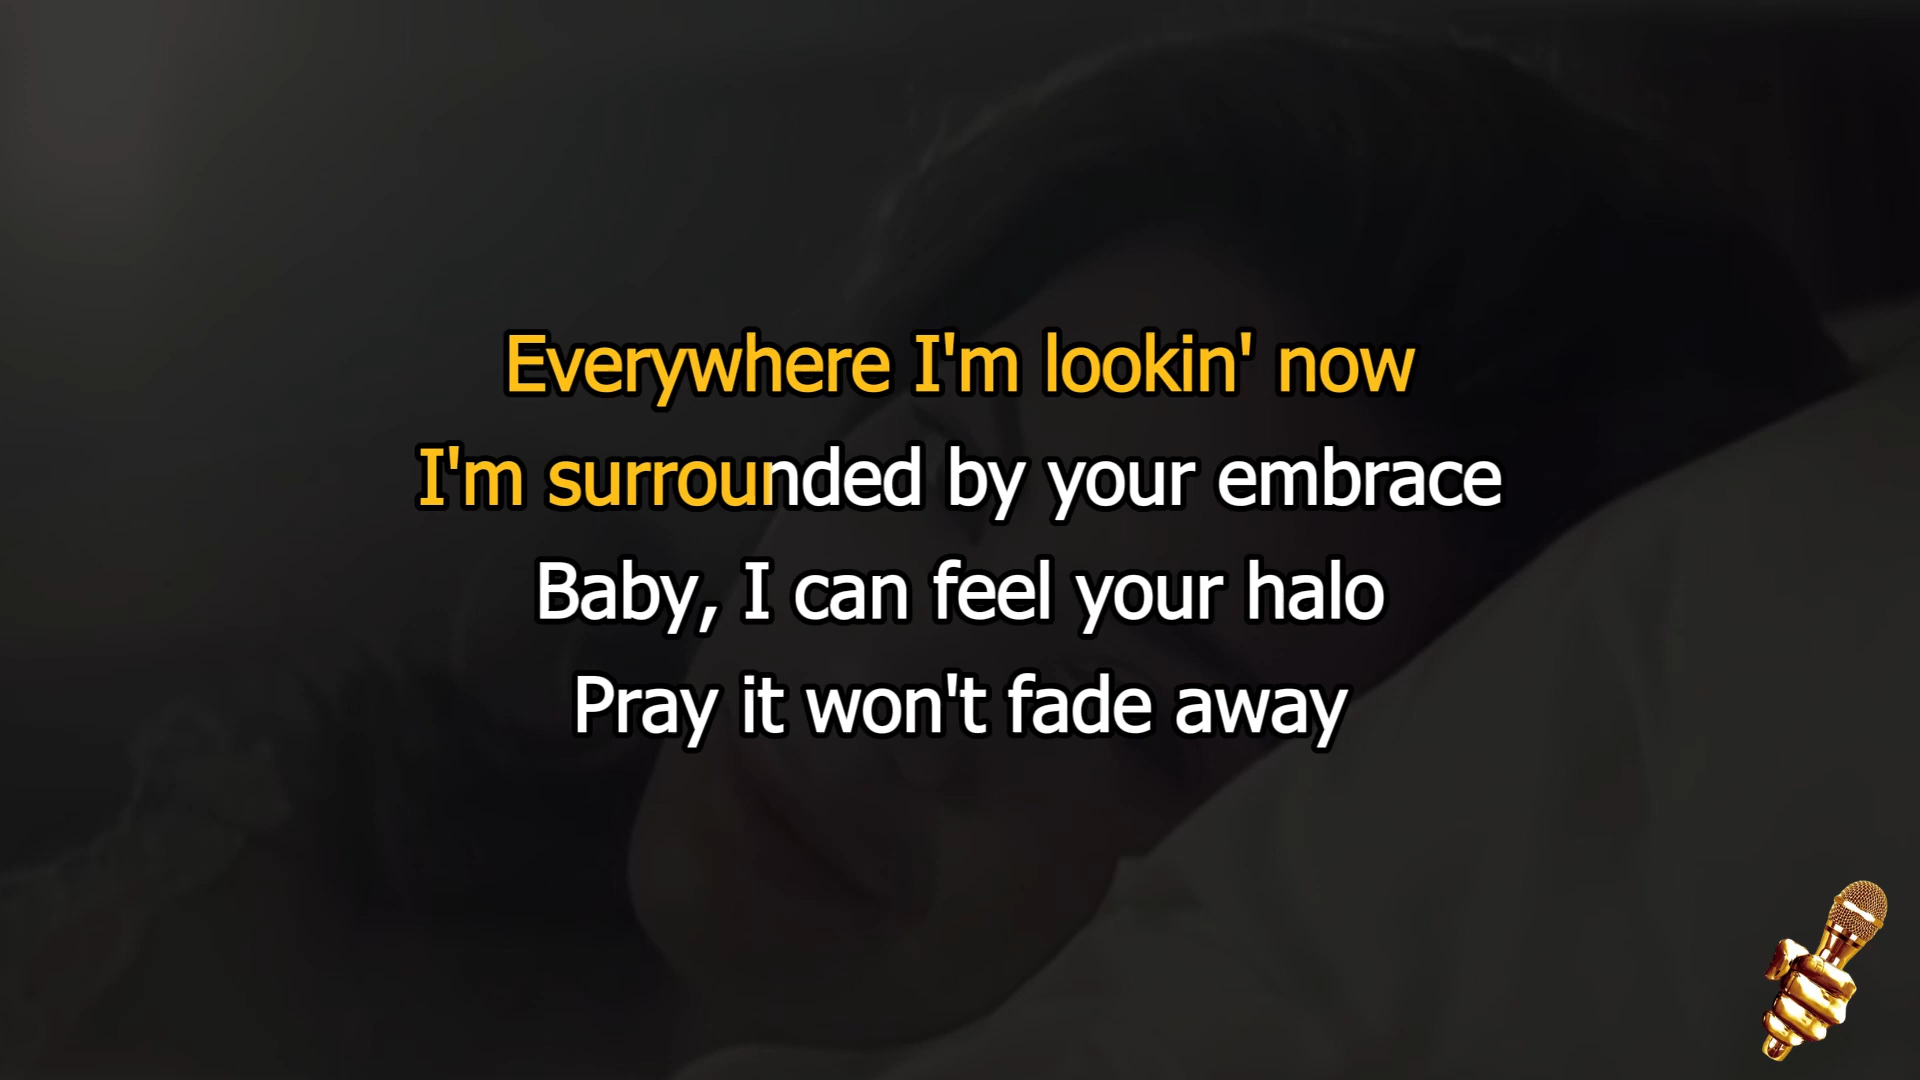 Everywhere I'm lookin' now
I'm surrounded by your embrace
Baby, I can feel your halo
Pray it won't fade away